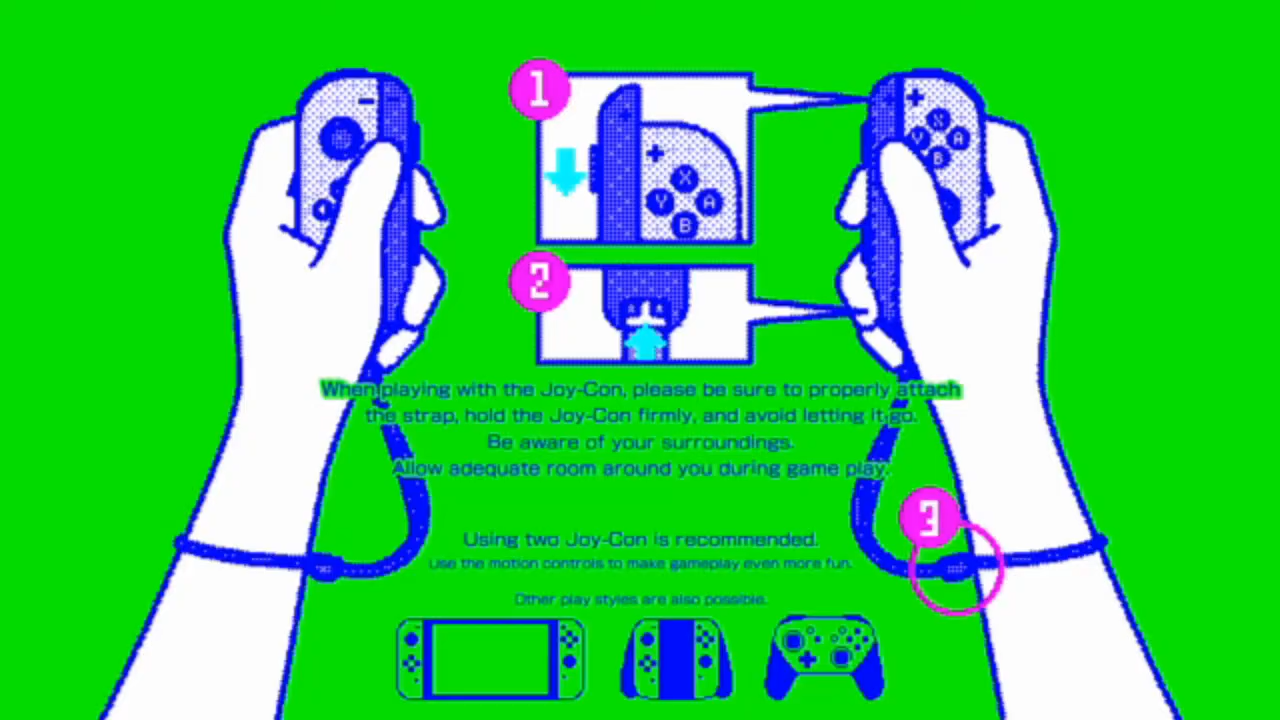 1
X
Y A
B
+
X
Y A
B
2
When playing with the Joy-Con, please be sure to properly attach
the strap, hold the Joy-Con firmly, and avoid letting it go.
Be aware of your surroundings.
Allow adequate room around you during game play.
3
Using two Joy-Con is recommended.
Use the motion controls to make gameplay even more fun.
Other play styles are also possible.